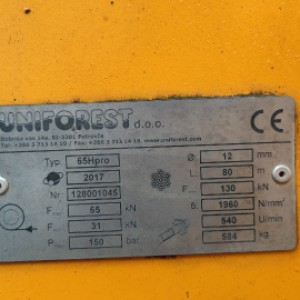 UNIFOREST d.o.o.
CE
Typ 65Hpro
2017
Nr. 128001045
F 65 kN
F 31 kN
P 150 bar
Ø 12 mm
L 80 m
F 130 kN
6 1960 N/mm²
540 U/min
584 kg